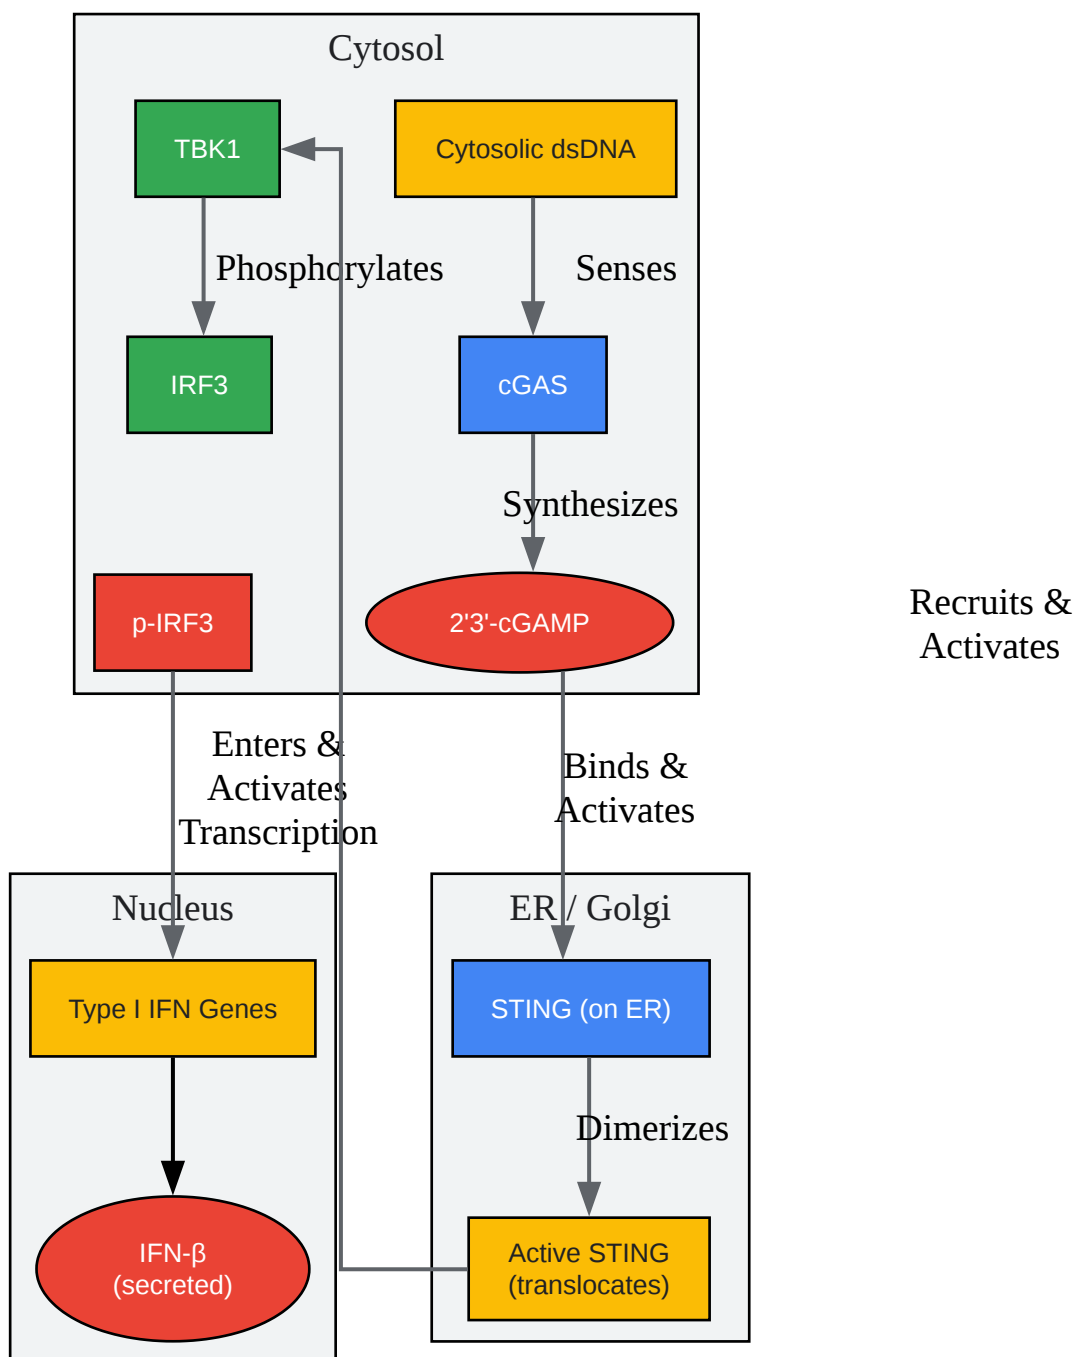 Cytosol
TBK1
Cytosolic dsDNA
Phosphorylates
Senses
IRF3
cGAS
Synthesizes
p-IRF3
2'3'-cGAMP
Recruits &
Activates
Enters &
Activates
Transcription
Binds &
Activates
Nucleus
ER / Golgi
Type I IFN Genes
STING (on ER)
Dimerizes
IFN-β
(secreted)
Active STING
(translocates)